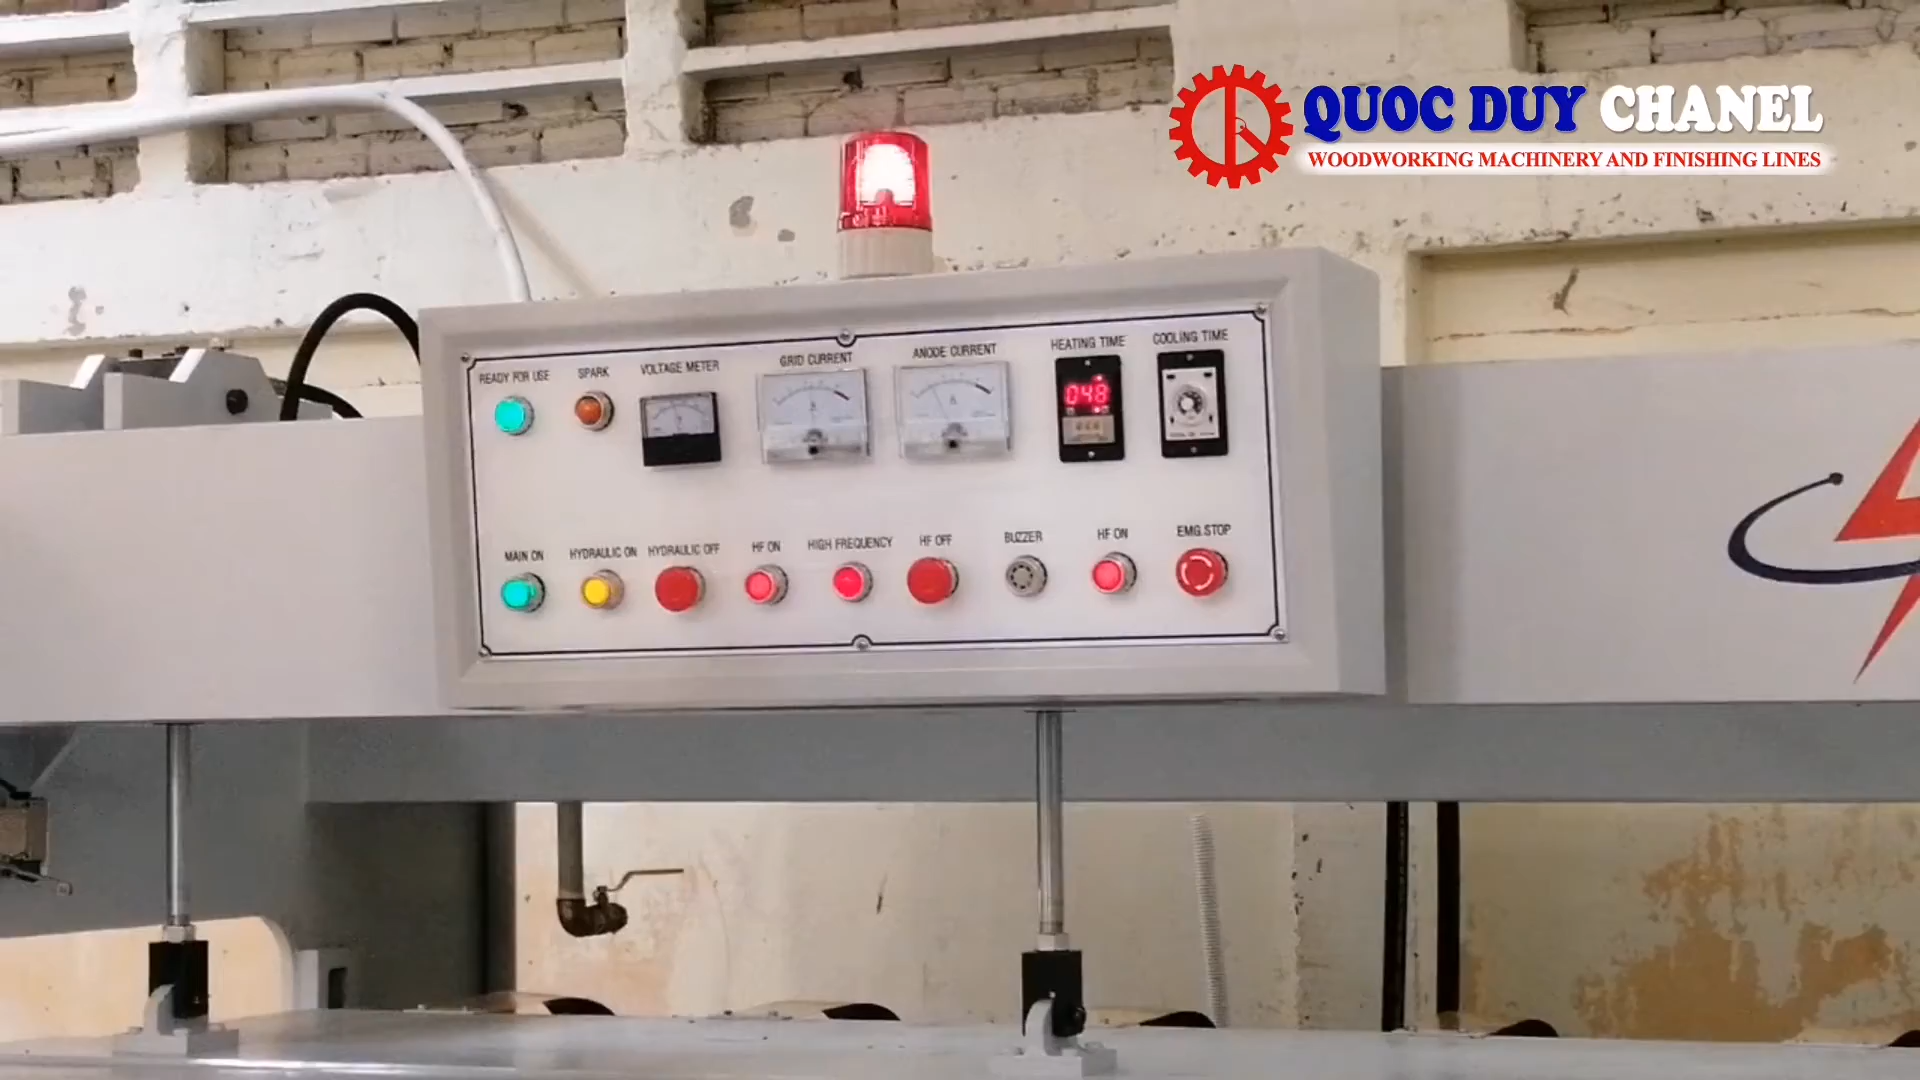 QUOC DUY CHANEL
WOODWORKING MACHINERY AND FINISHING LINES
READY FOR USE
SPARK
VOLTAGE METER
GRID CURRENT
ANODE CURRENT
HEATING TIME
COOLING TIME
048
MAIN ON
HYDRAULIC ON
HYDRAULIC OFF
HF ON
HIGH FREQUENCY
HF OFF
BUZZER
HF ON
EMG.STOP